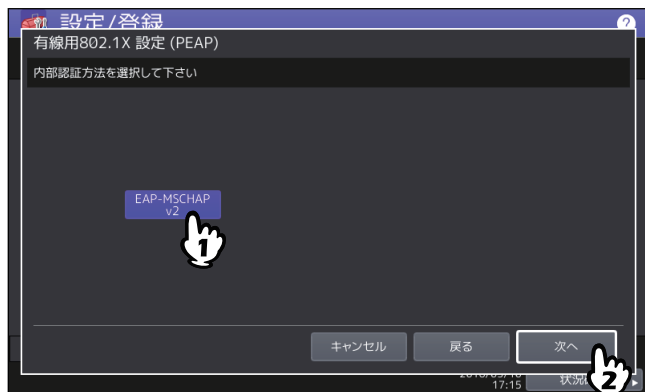 設定/登録
?
有線用802.1X 設定 (PEAP)
内部認証方法を選択して下さい
EAP-MSCHAP
v2
1
キャンセル
戻る
次へ
2
17:15